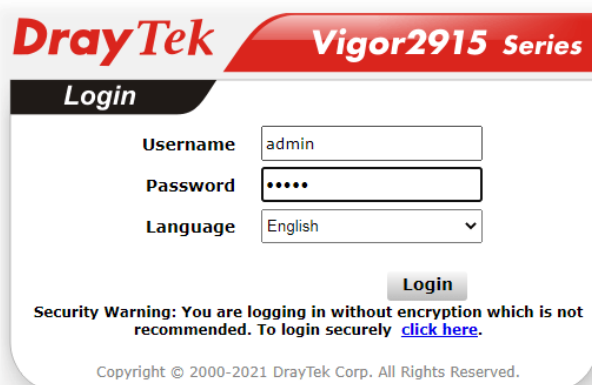 DrayTek Vigor2915 Series
Login
Username admin
Password •••••
Language English
Login
Security Warning: You are logging in without encryption which is not
recommended. To login securely click here.
Copyright © 2000-2021 DrayTek Corp. All Rights Reserved.